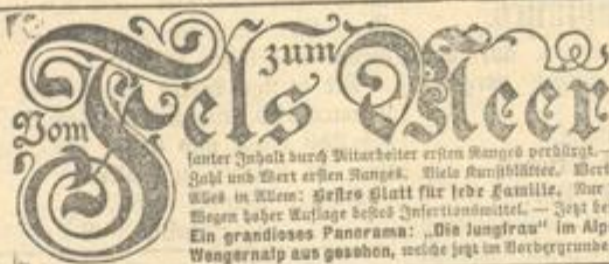 Vom Fels zum Meer
ſanter Inhalt durch Mitarbeiter erſten Ranges verbürgt. —
Zahl und Wert erſten Ranges. Viele Kunſtblätter. Wert
Alles in Allem: Beſtes Blatt für jede Familie. Nur
Wegen hoher Auflage beſtes Inſertionsmittel. — Jetzt be
Ein grandioses Panorama: „Die Jungfrau“ im Alp
Wengernalp aus gesehen, welche jetzt im Vordergrunde